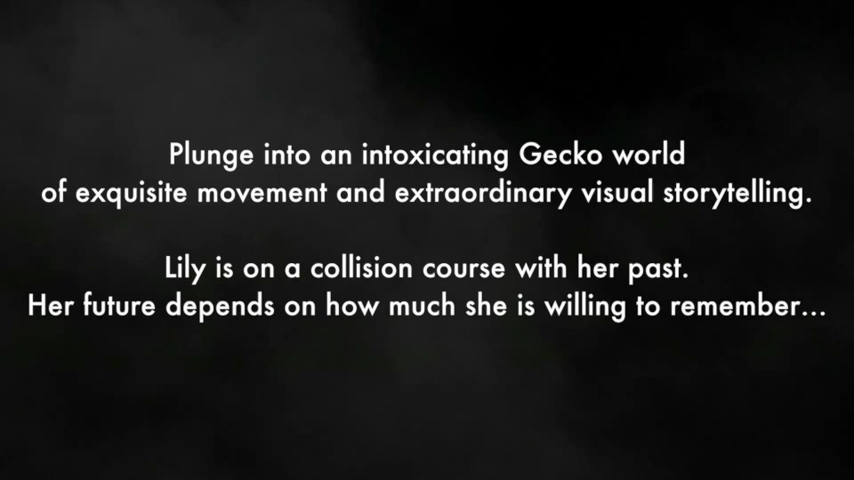 Plunge into an intoxicating Gecko world
of exquisite movement and extraordinary visual storytelling.
Lily is on a collision course with her past.
Her future depends on how much she is willing to remember...